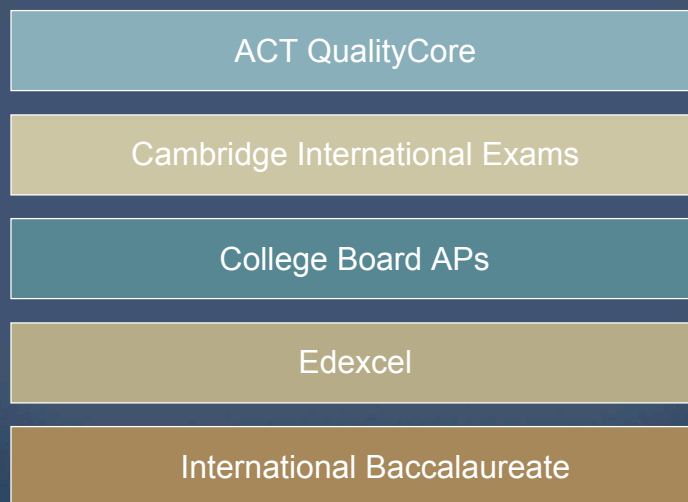 ACT QualityCore
Cambridge International Exams
College Board APs
Edexcel
International Baccalaureate